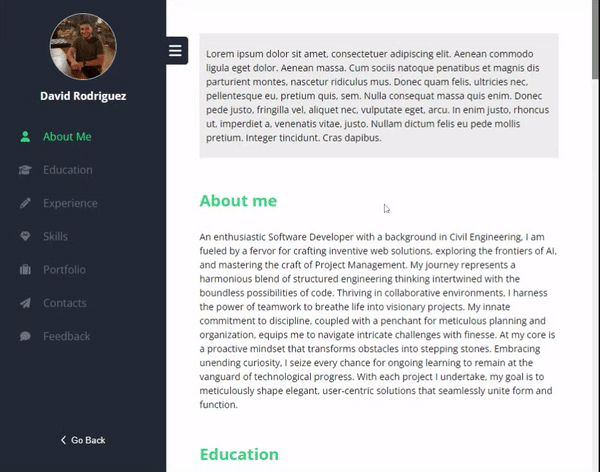 David Rodriguez
About Me
Education
Experience
Skills
Portfolio
Contacts
Feedback
Go Back
Lorem ipsum dolor sit amet, consectetuer adipiscing elit. Aenean commodo
ligula eget dolor. Aenean massa. Cum sociis natoque penatibus et magnis dis
parturient montes, nascetur ridiculus mus. Donec quam felis, ultricies nec,
pellentesque eu, pretium quis, sem. Nulla consequat massa quis enim. Donec
pede justo, fringilla vel, aliquet nec, vulputate eget, arcu. In enim justo, rhoncus
ut, imperdiet a, venenatis vitae, justo. Nullam dictum felis eu pede mollis
pretium. Integer tincidunt. Cras dapibus.
About me
An enthusiastic Software Developer with a background in Civil Engineering, I am
fueled by a fervor for crafting inventive web solutions, exploring the frontiers of AI,
and mastering the craft of Project Management. My journey represents a
harmonious blend of structured engineering thinking intertwined with the
boundless possibilities of code. Thriving in collaborative environments, I harness
the power of teamwork to breathe life into visionary projects. My innate
commitment to discipline, coupled with a penchant for meticulous planning and
organization, equips me to navigate intricate challenges with finesse. At my core is
a proactive mindset that transforms obstacles into stepping stones. Embracing
unending curiosity, I seize every chance for ongoing learning to remain at the
vanguard of technological progress. With each project I undertake, my goal is to
meticulously shape elegant, user-centric solutions that seamlessly unite form and
function.
Education